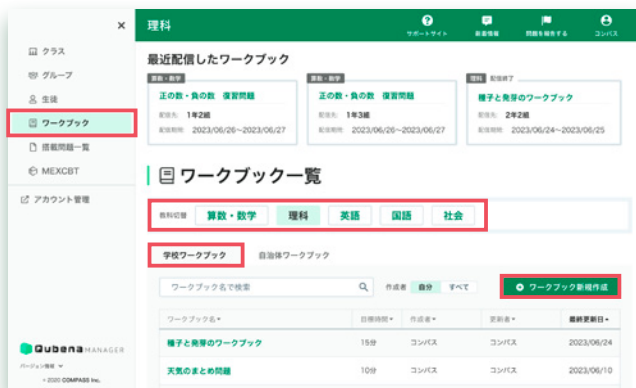 ×
理科
サポートサイト
新着情報
問題を報告する
コンパス
クラス
グループ
生徒
ワークブック
搭載問題一覧
MEXCBT
アカウント管理
最近配信したワークブック
算数・数学
正の数・負の数 復習問題
配信先: 1年2組
配信期間: 2023/06/26~2023/06/27
算数・数学
正の数・負の数 復習問題
配信先: 1年3組
配信期間: 2023/06/26~2023/06/27
理科 配信終了
種子と発芽のワークブック
配信先: 2年2組
配信期間: 2023/06/24~2023/06/25
ワークブック一覧
教科切替 算数・数学 理科 英語 国語 社会
学校ワークブック 自治体ワークブック
ワークブック名で検索 作成者 自分 すべて ワークブック新規作成
ワークブック名 目標時間 作成者 更新者 最終更新日
種子と発芽のワークブック 15分 コンパス コンパス 2023/06/24
天気のまとめ問題 10分 コンパス コンパス 2023/06/10
Qubena MANAGER
バージョン情報
© 2020 COMPASS Inc.